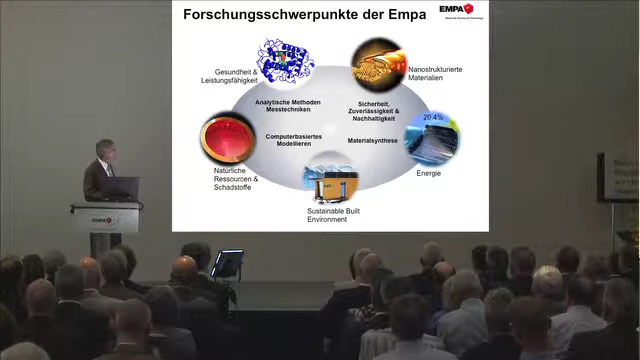 Forschungsschwerpunkte der Empa
EMPA
Gesundheit &
Leistungsfähigkeit
Nanostrukturierte
Materialien
Analytische Methoden
Messtechniken
Sicherheit,
Zuverlässigkeit &
Nachhaltigkeit
20.4%
Computerbasiertes
Modellieren
Materialsynthese
Natürliche
Ressourcen &
Schadstoffe
Energie
Sustainable Built
Environment
EMPA